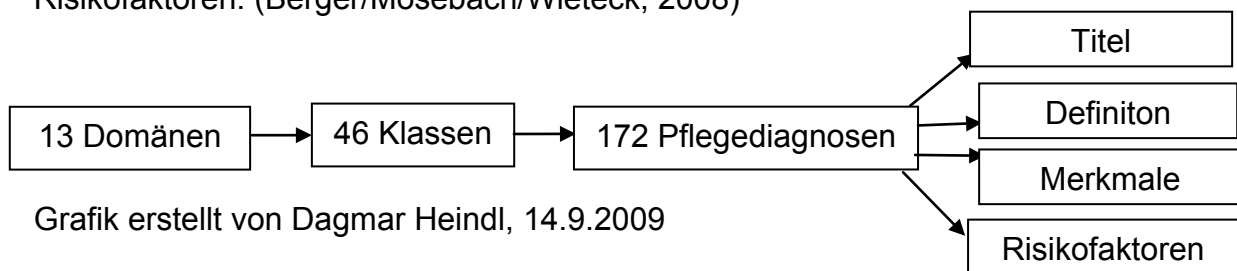 Risikofaktoren. (Berger/Mosebach/Wieteck, 2008)
Titel
13 Domänen
46 Klassen
172 Pflegediagnosen
Definiton
Merkmale
Risikofaktoren
Grafik erstellt von Dagmar Heindl, 14.9.2009